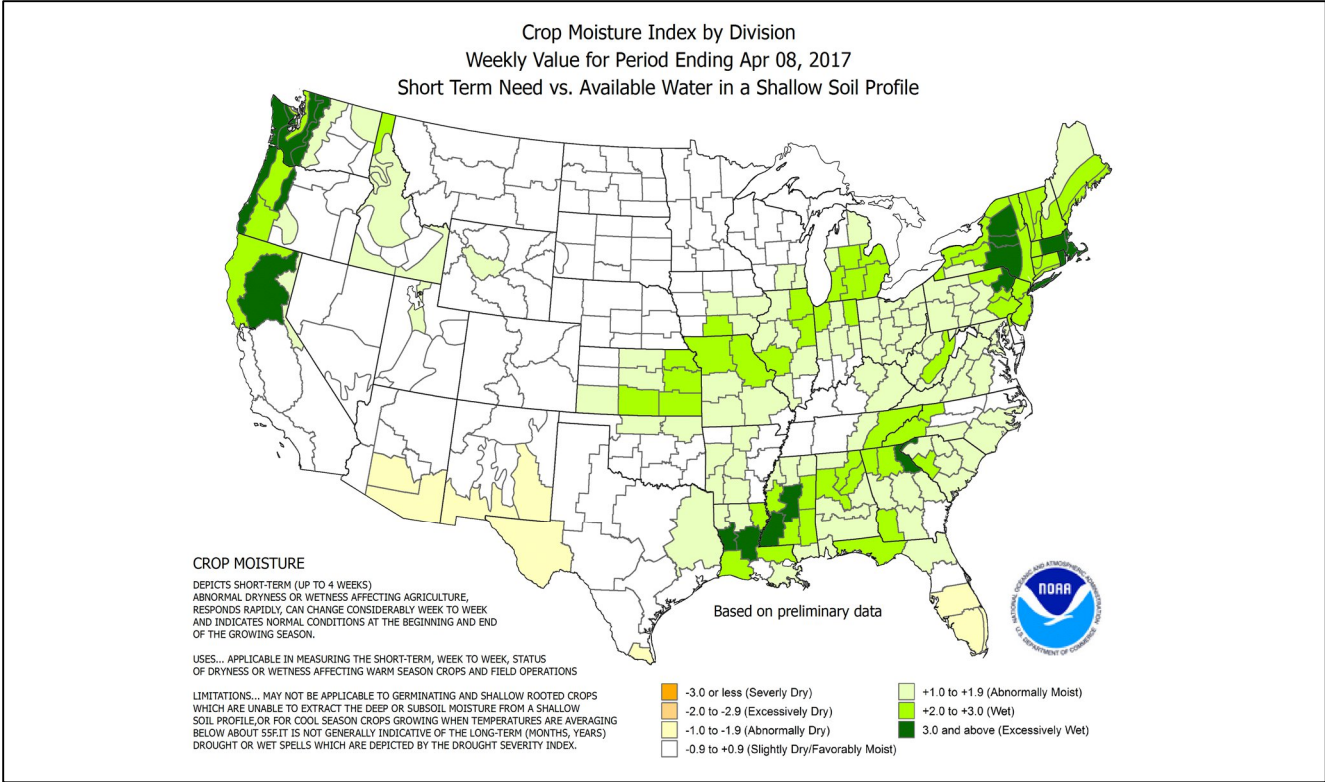 Crop Moisture Index by Division
Weekly Value for Period Ending Apr 08, 2017
Short Term Need vs. Available Water in a Shallow Soil Profile
CROP MOISTURE
DEPICTS SHORT-TERM (UP TO 4 WEEKS)
ABNORMAL DRYNESS OR WETNESS AFFECTING AGRICULTURE,
RESPONDS RAPIDLY, CAN CHANGE CONSIDERABLY WEEK TO WEEK
AND INDICATES NORMAL CONDITIONS AT THE BEGINNING AND END
OF THE GROWING SEASON.
USES... APPLICABLE IN MEASURING THE SHORT-TERM, WEEK TO WEEK, STATUS
OF DRYNESS OR WETNESS AFFECTING WARM SEASON CROPS AND FIELD OPERATIONS
LIMITATIONS... MAY NOT BE APPLICABLE TO GERMINATING AND SHALLOW ROOTED CROPS
WHICH ARE UNABLE TO EXTRACT THE DEEP OR SUBSOIL MOISTURE FROM A SHALLOW
SOIL PROFILE,OR FOR COOL SEASON CROPS GROWING WHEN TEMPERATURES ARE AVERAGING
BELOW ABOUT 55F.IT IS NOT GENERALLY INDICATIVE OF THE LONG-TERM (MONTHS, YEARS)
DROUGHT OR WET SPELLS WHICH ARE DEPICTED BY THE DROUGHT SEVERITY INDEX.
Based on preliminary data
NATIONAL OCEANIC AND ATMOSPHERIC ADMINISTRATION
NOAA
U.S. DEPARTMENT OF COMMERCE
-3.0 or less (Severly Dry)
-2.0 to -2.9 (Excessively Dry)
-1.0 to -1.9 (Abnormally Dry)
-0.9 to +0.9 (Slightly Dry/Favorably Moist)
+1.0 to +1.9 (Abnormally Moist)
+2.0 to +3.0 (Wet)
3.0 and above (Excessively Wet)